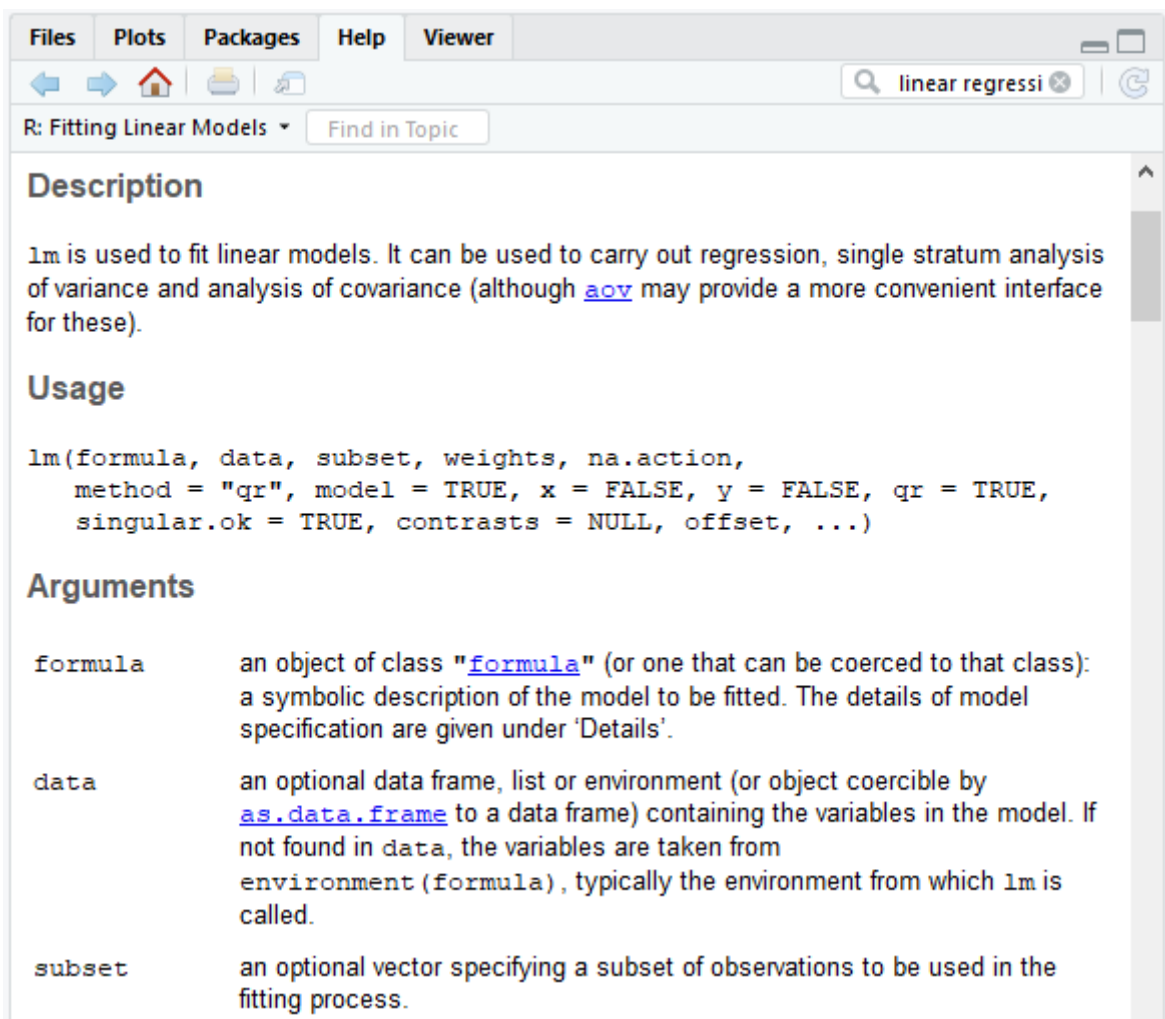 Files Plots Packages Help Viewer
linear regressi
R: Fitting Linear Models Find in Topic
Description
lm is used to fit linear models. It can be used to carry out regression, single stratum analysis
of variance and analysis of covariance (although aov may provide a more convenient interface
for these).
Usage
lm(formula, data, subset, weights, na.action,
method = "qr", model = TRUE, x = FALSE, y = FALSE, qr = TRUE,
singular.ok = TRUE, contrasts = NULL, offset, ...)
Arguments
formula an object of class "formula" (or one that can be coerced to that class):
a symbolic description of the model to be fitted. The details of model
specification are given under ‘Details’.
data an optional data frame, list or environment (or object coercible by
as.data.frame to a data frame) containing the variables in the model. If
not found in data, the variables are taken from
environment(formula), typically the environment from which lm is
called.
subset an optional vector specifying a subset of observations to be used in the
fitting process.